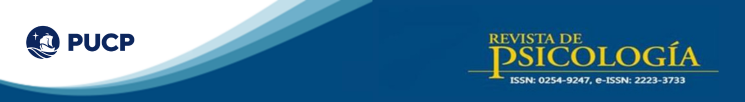 PUCP
REVISTA DE
PSICOLOGÍA
ISSN: 0254-9247, e-ISSN: 2223-3733